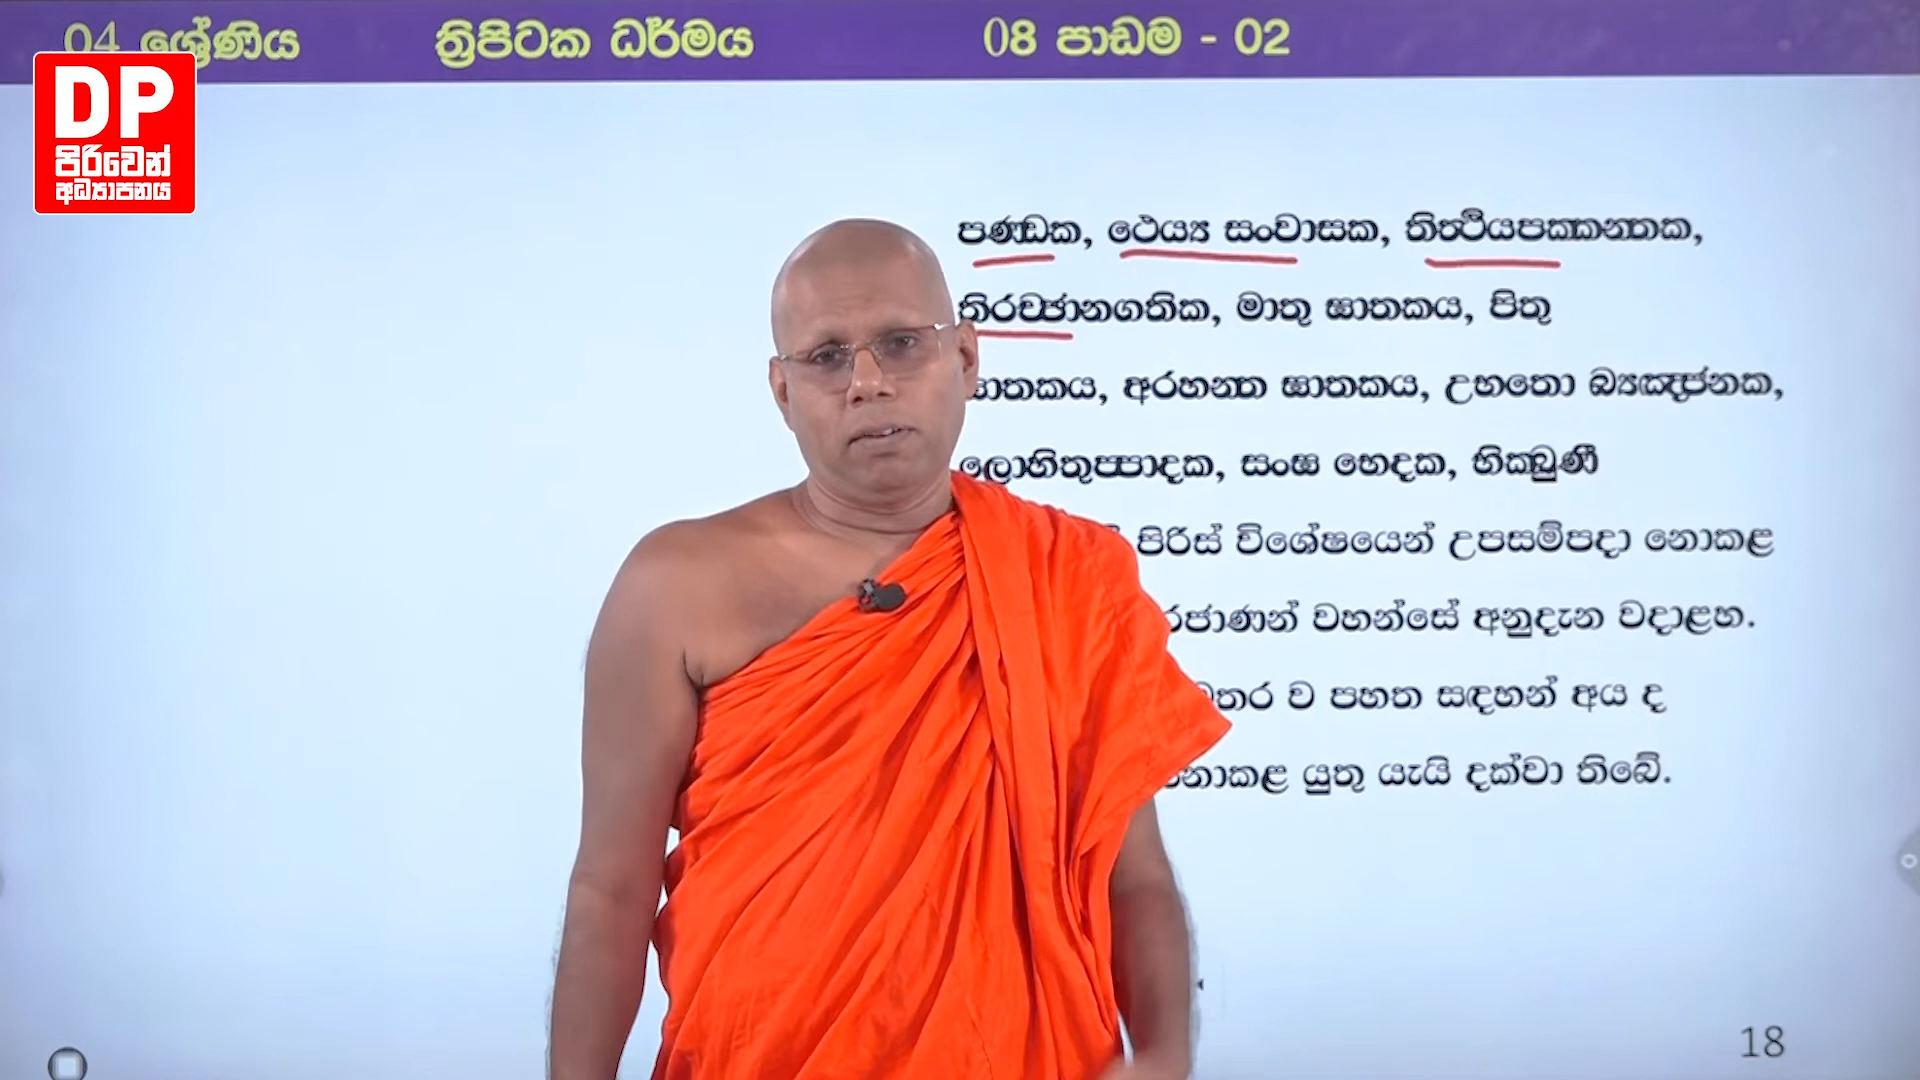 04 ශ්‍රේණිය ත්‍රිපිටක ධර්මය 08 පාඩම - 02
DP
පිරිවෙන්
අධ්‍යාපනය
පණ්ඩක, ථෙය්‍ය සංවාසක, තිත්‍ථියපක්කන්තක,
තිරච්ඡානගතික, මාතු ඝාතකය, පිතු
ඝාතකය, අරහන්ත ඝාතකය, උභතො බ්‍යඤ්ජනක,
ලොහිතුප්පාදක, සංඝ භෙදක, භික්ඛුණී
පිරිස් විශේෂයෙන් උපසම්පදා නොකළ
වහන්සේ අනුදැන වදාළහ.
ව පහත සඳහන් අය ද
නොකළ යුතු යැයි දක්වා තිබේ.
18